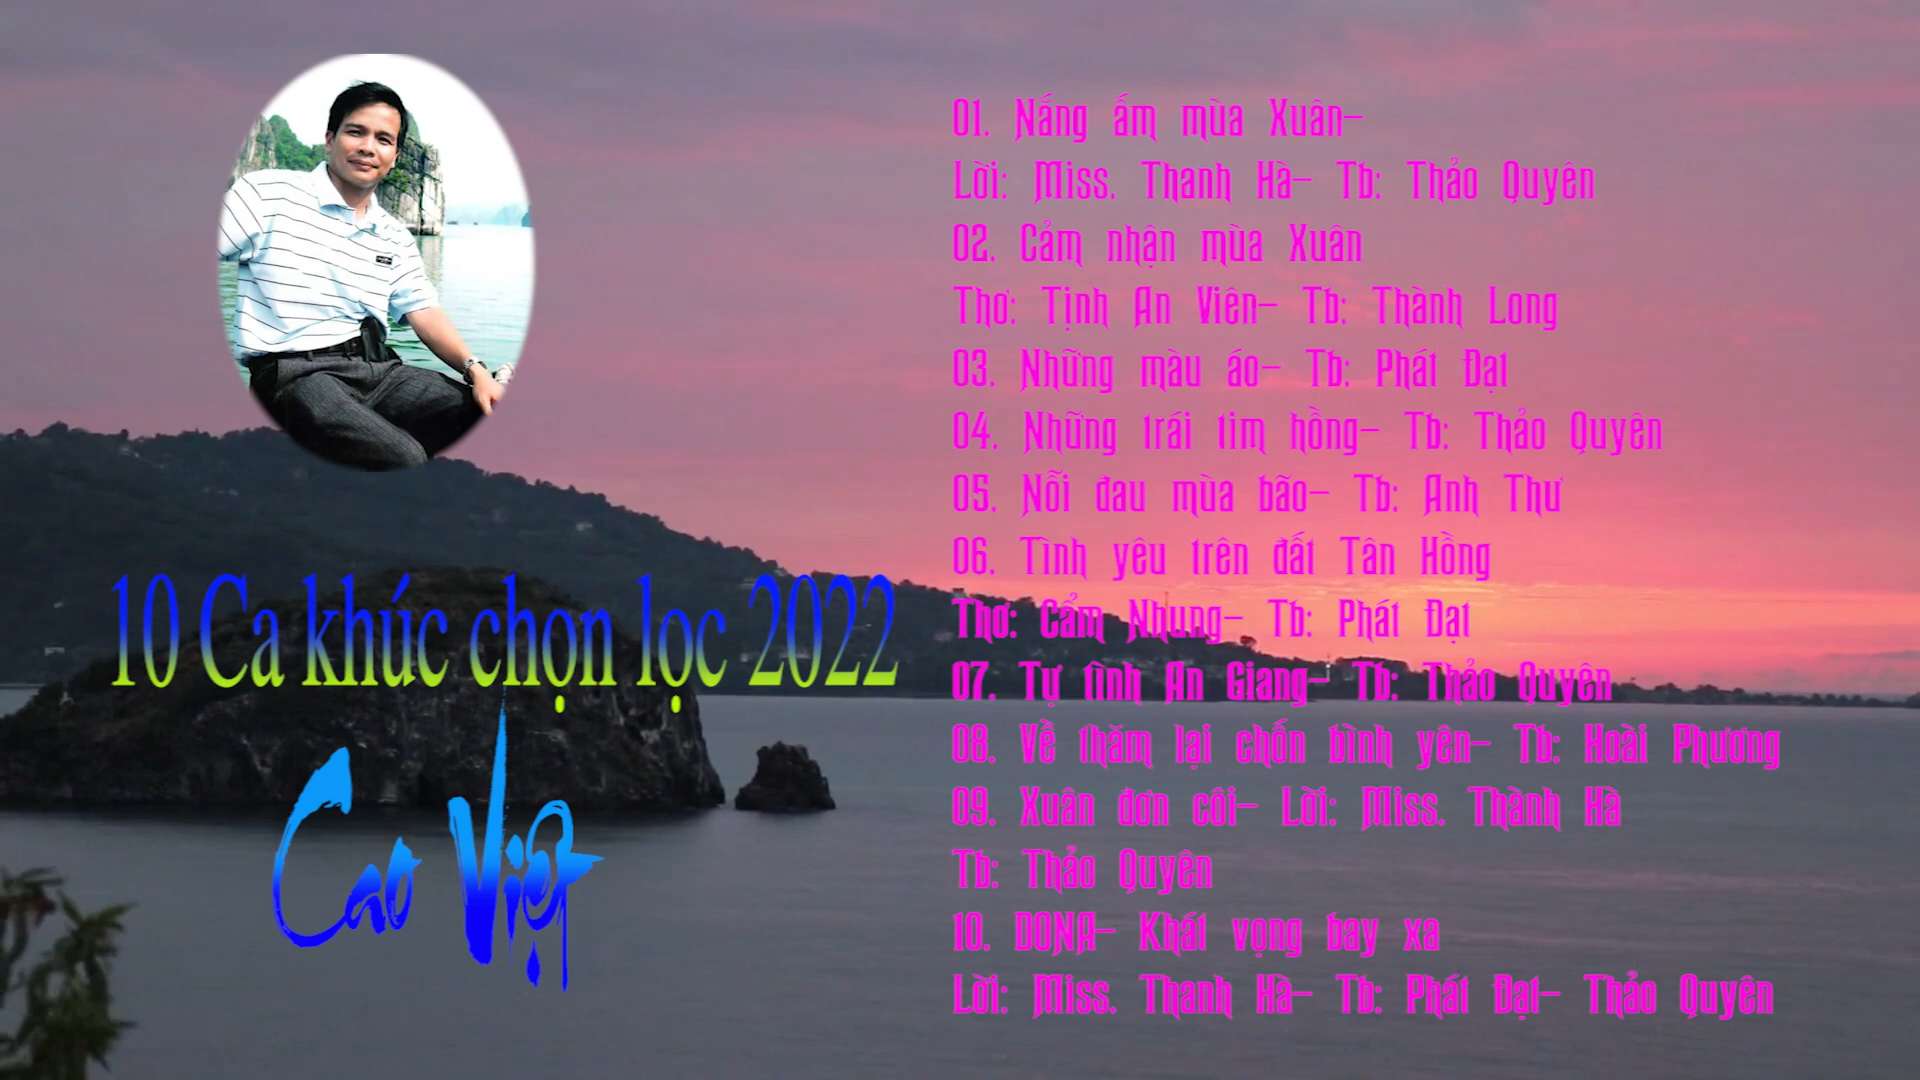 10 Ca khúc chọn lọc 2022
Cao Việt
01. Nắng ấm mùa Xuân-
Lời: Miss. Thanh Hà- Tb: Thảo Quyên
02. Cảm nhận mùa Xuân
Thơ: Tịnh An Viên- Tb: Thành Long
03. Những màu áo- Tb: Phát Đạt
04. Những trái tim hồng- Tb: Thảo Quyên
05. Nỗi đau mùa bão- Tb: Anh Thư
06. Tình yêu trên đất Tân Hồng
Thơ: Cẩm Nhung- Tb: Phát Đạt
07. Tự tình An Giang- Tb: Thảo Quyên
08. Về thăm lại chốn bình yên- Tb: Hoài Phương
09. Xuân đơn côi- Lời: Miss. Thành Hà
Tb: Thảo Quyên
10. DONA- Khát vọng bay xa
Lời: Miss. Thanh Hà- Tb: Phát Đạt- Thảo Quyên